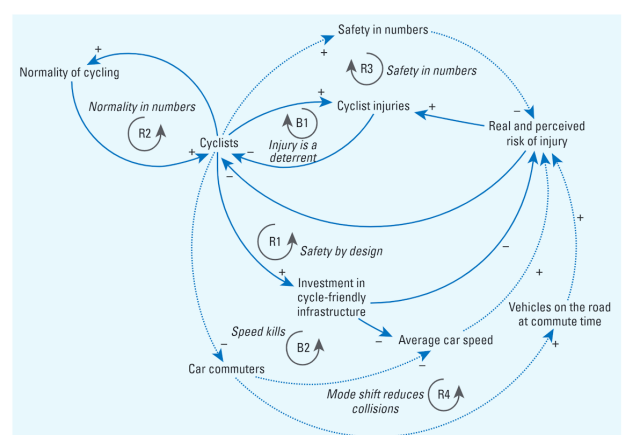 Safety in numbers
+
+
Normality of cycling
R3
Safety in numbers
Normality in numbers
+
Cyclist injuries
+
–
R2
B1
Real and perceived
risk of injury
+
Cyclists
–
Injury is a
deterrent
–
R1
Safety by design
+
–
+
+
Investment in
cycle-friendly
infrastructure
Vehicles on the road
at commute time
Speed kills
B2
–
Average car speed
+
–
Car commuters
–
Mode shift reduces
collisions
R4